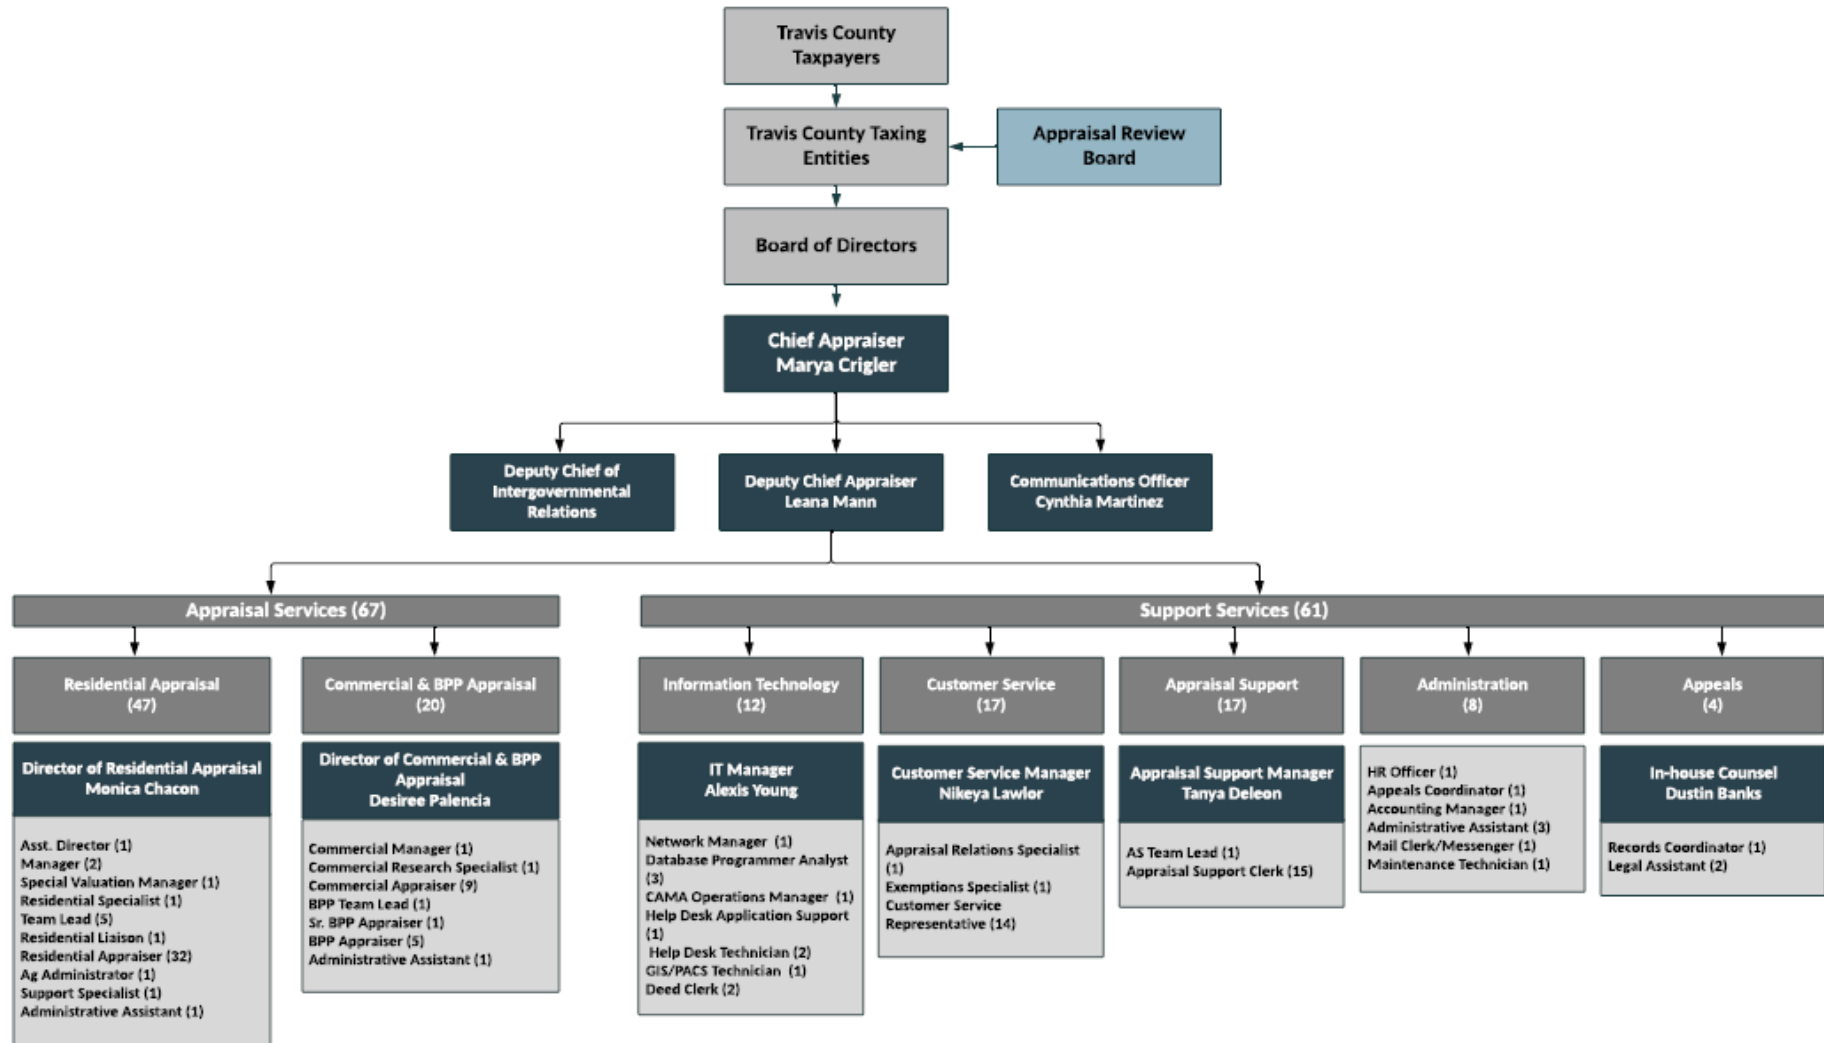 Travis County
Taxpayers
Travis County Taxing
Entities
Appraisal Review
Board
Board of Directors
Chief Appraiser
Marya Crigler
Deputy Chief of
Intergovernmental
Relations
Deputy Chief Appraiser
Leana Mann
Communications Officer
Cynthia Martinez
Appraisal Services (67)
Support Services (61)
Residential Appraisal
(47)
Commercial & BPP Appraisal
(20)
Information Technology
(12)
Customer Service
(17)
Appraisal Support
(17)
Administration
(8)
Appeals
(4)
Director of Residential Appraisal
Monica Chacon
Asst. Director (1)
Manager (2)
Special Valuation Manager (1)
Residential Specialist (1)
Team Lead (5)
Residential Liaison (1)
Residential Appraiser (32)
Ag Administrator (1)
Support Specialist (1)
Administrative Assistant (1)
Director of Commercial & BPP
Appraisal
Desiree Palencia
Commercial Manager (1)
Commercial Research Specialist (1)
Commercial Appraiser (9)
BPP Team Lead (1)
Sr. BPP Appraiser (1)
BPP Appraiser (5)
Administrative Assistant (1)
IT Manager
Alexis Young
Network Manager (1)
Database Programmer Analyst
(3)
CAMA Operations Manager (1)
Help Desk Application Support
(1)
Help Desk Technician (2)
GIS/PACS Technician (1)
Deed Clerk (2)
Customer Service Manager
Nikeya Lawlor
Appraisal Relations Specialist
(1)
Exemptions Specialist (1)
Customer Service
Representative (14)
Appraisal Support Manager
Tanya Deleon
AS Team Lead (1)
Appraisal Support Clerk (15)
HR Officer (1)
Appeals Coordinator (1)
Accounting Manager (1)
Administrative Assistant (3)
Mail Clerk/Messenger (1)
Maintenance Technician (1)
In-house Counsel
Dustin Banks
Records Coordinator (1)
Legal Assistant (2)